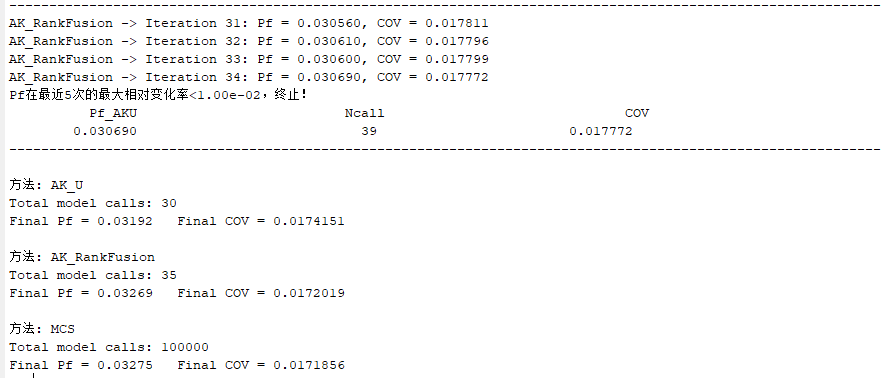 --------------------------------------------------------------------------------------------------------------
AK_RankFusion -> Iteration 31: Pf = 0.030560, COV = 0.017811
AK_RankFusion -> Iteration 32: Pf = 0.030610, COV = 0.017796
AK_RankFusion -> Iteration 33: Pf = 0.030600, COV = 0.017799
AK_RankFusion -> Iteration 34: Pf = 0.030690, COV = 0.017772
Pf在最近5次的最大相对变化率<1.00e-02，终止!
Pf_AKU Ncall COV
0.030690 39 0.017772
--------------------------------------------------------------------------------------------------------------
方法: AK_U
Total model calls: 30
Final Pf = 0.03192 Final COV = 0.0174151
方法: AK_RankFusion
Total model calls: 35
Final Pf = 0.03269 Final COV = 0.0172019
方法: MCS
Total model calls: 100000
Final Pf = 0.03275 Final COV = 0.0171856